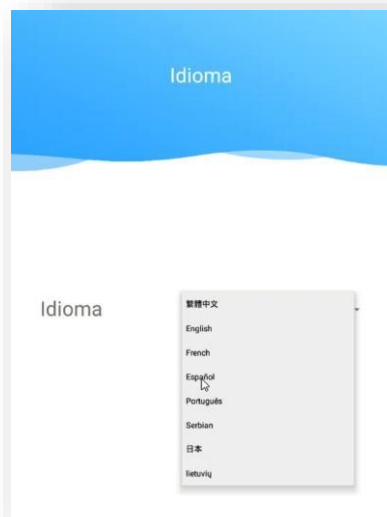 Idioma
Idioma
繁體中文
English
French
Español
Português
Serbian
日本
lietuvių